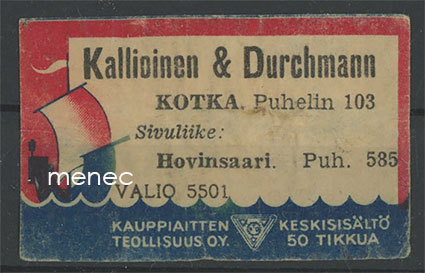 Kallioinen & Durchmann
KOTKA. Puhelin 103
Sivuliike:
Hovinsaari. Puh. 585
menec
VALIO 5501
KAUPPIAITTEN KESKISISÄLTÖ
TEOLLISUUS OY. 50 TIKKUA